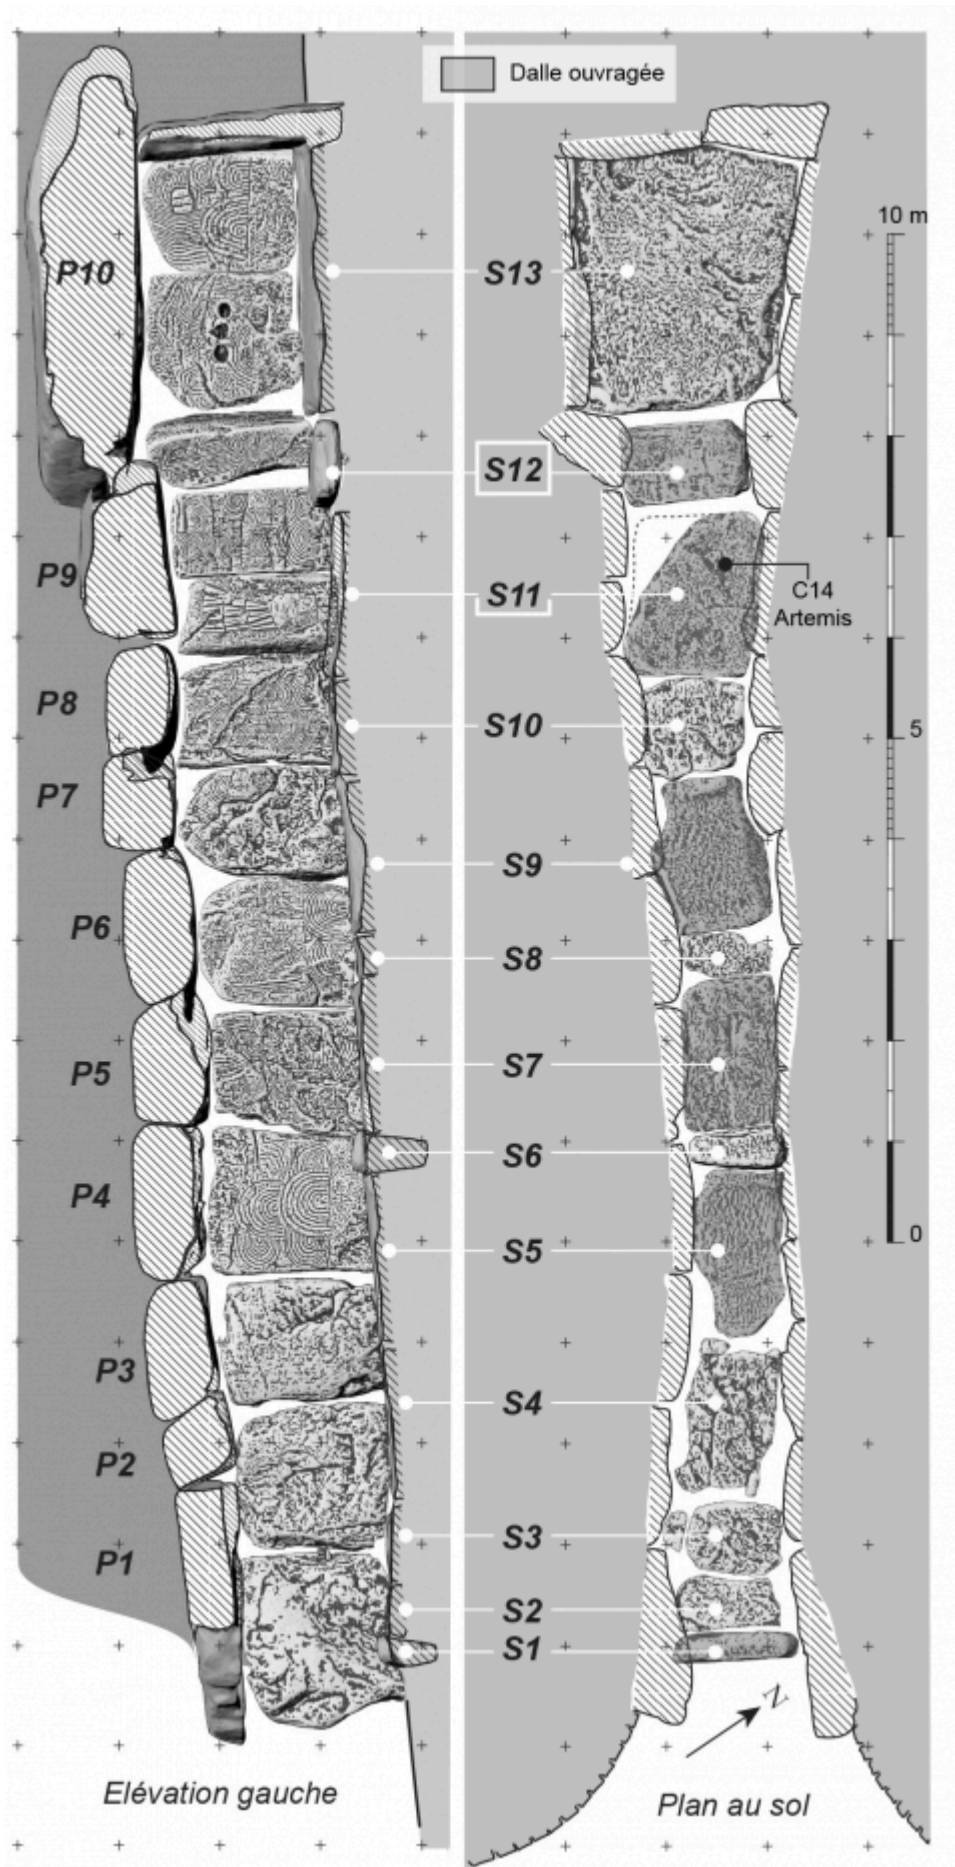 Dalle ouvragée
10 m
P10
S13
S12
P9
S11
C14
Artemis
P8
S10
5
P7
S9
P6
S8
P5
S7
S6
P4
0
S5
P3
S4
P2
S3
P1
S2
S1
N
Elévation gauche
Plan au sol